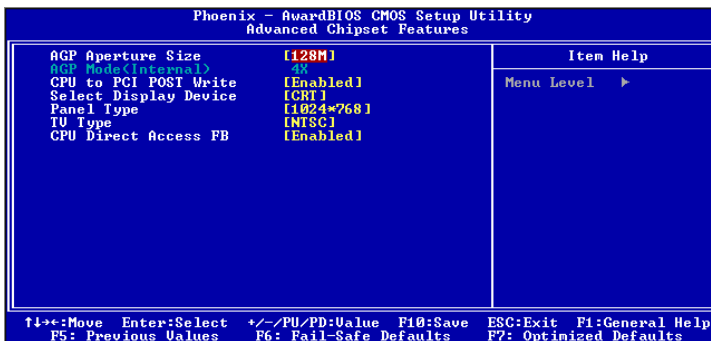 Phoenix - AwardBIOS CMOS Setup Utility
Advanced Chipset Features
AGP Aperture Size [128M]
AGP Mode(Internal) 4X
CPU to PCI POST Write [Enabled]
Select Display Device [CRT]
Panel Type [1024*768]
TV Type [NTSC]
CPU Direct Access FB [Enabled]
Item Help
Menu Level ▶
↑↓→←:Move Enter:Select +/-/PU/PD:Value F10:Save ESC:Exit F1:General Help
F5: Previous Values F6: Fail-Safe Defaults F7: Optimized Defaults